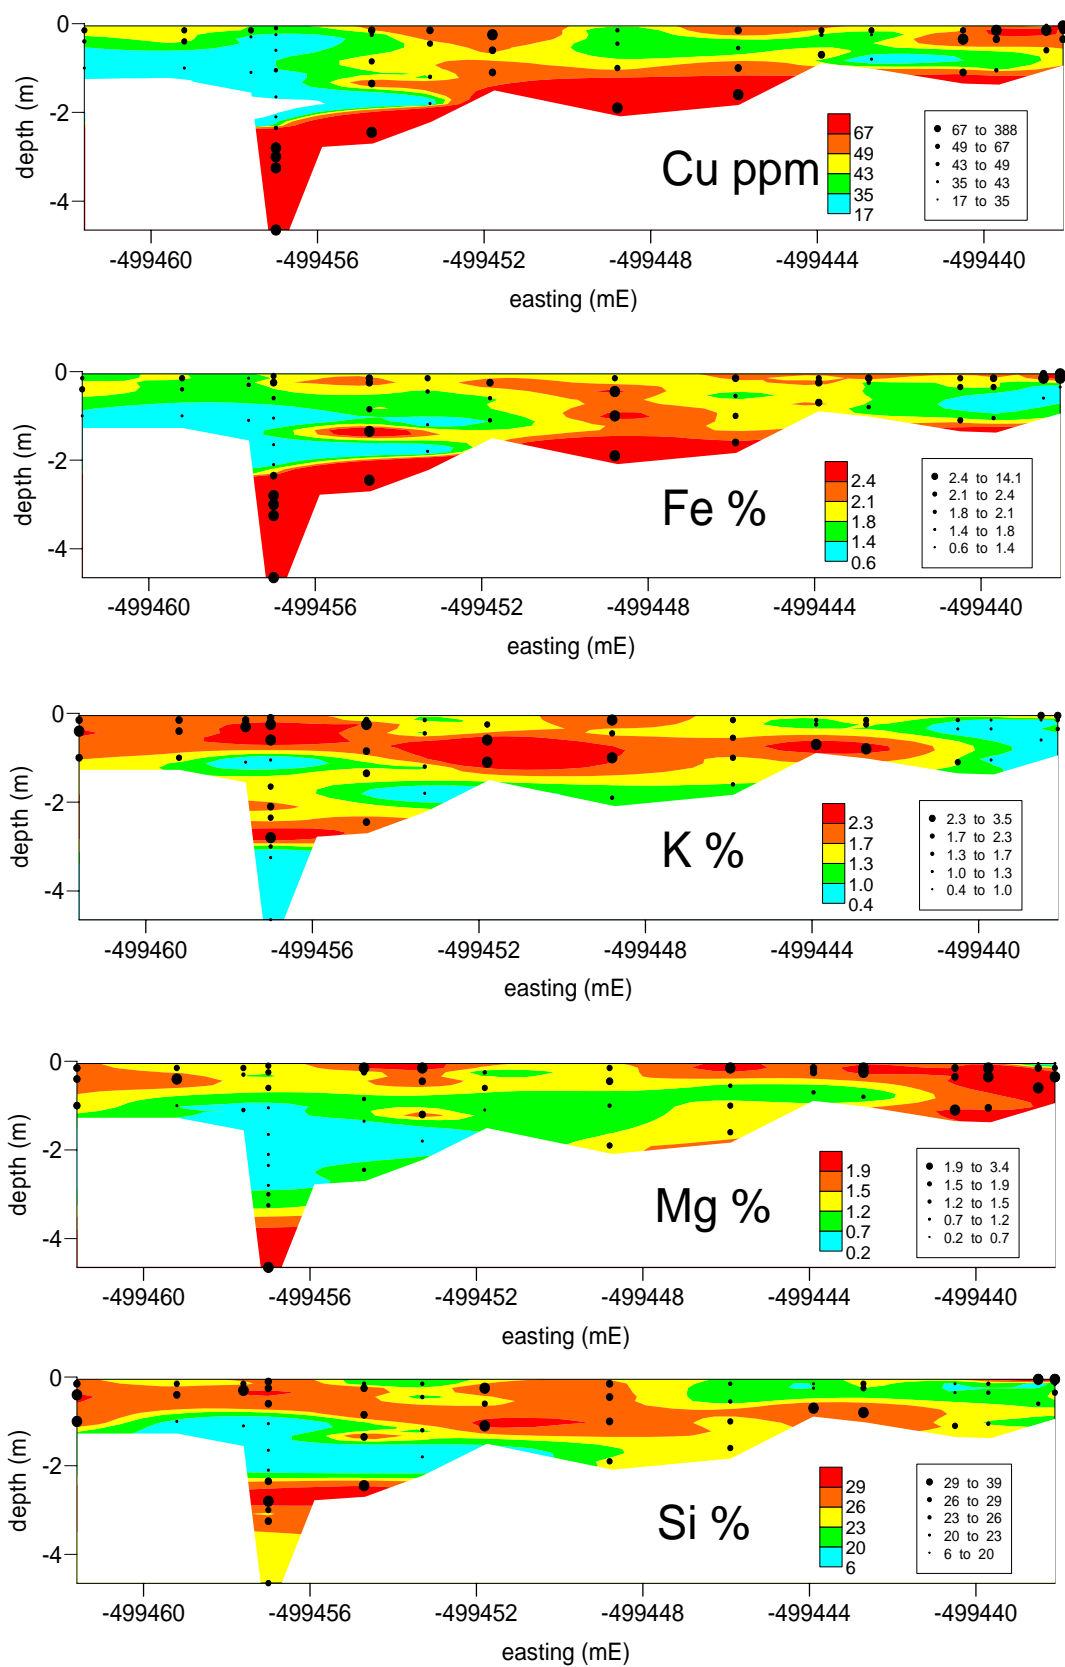 0
-2
-4
depth (m)
Cu ppm
67
49
43
35
17
67 to 388
49 to 67
43 to 49
35 to 43
17 to 35
-499460
-499456
-499452
-499448
-499444
-499440
easting (mE)
0
-2
-4
depth (m)
Fe %
2.4
2.1
1.8
1.4
0.6
2.4 to 14.1
2.1 to 2.4
1.8 to 2.1
1.4 to 1.8
0.6 to 1.4
-499460
-499456
-499452
-499448
-499444
-499440
easting (mE)
0
-2
-4
depth (m)
K %
2.3
1.7
1.3
1.0
0.4
2.3 to 3.5
1.7 to 2.3
1.3 to 1.7
1.0 to 1.3
0.4 to 1.0
-499460
-499456
-499452
-499448
-499444
-499440
easting (mE)
0
-2
-4
depth (m)
Mg %
1.9
1.5
1.2
0.7
0.2
1.9 to 3.4
1.5 to 1.9
1.2 to 1.5
0.7 to 1.2
0.2 to 0.7
-499460
-499456
-499452
-499448
-499444
-499440
easting (mE)
0
-2
-4
depth (m)
Si %
29
26
23
20
6
29 to 39
26 to 29
23 to 26
20 to 23
6 to 20
-499460
-499456
-499452
-499448
-499444
-499440
easting (mE)